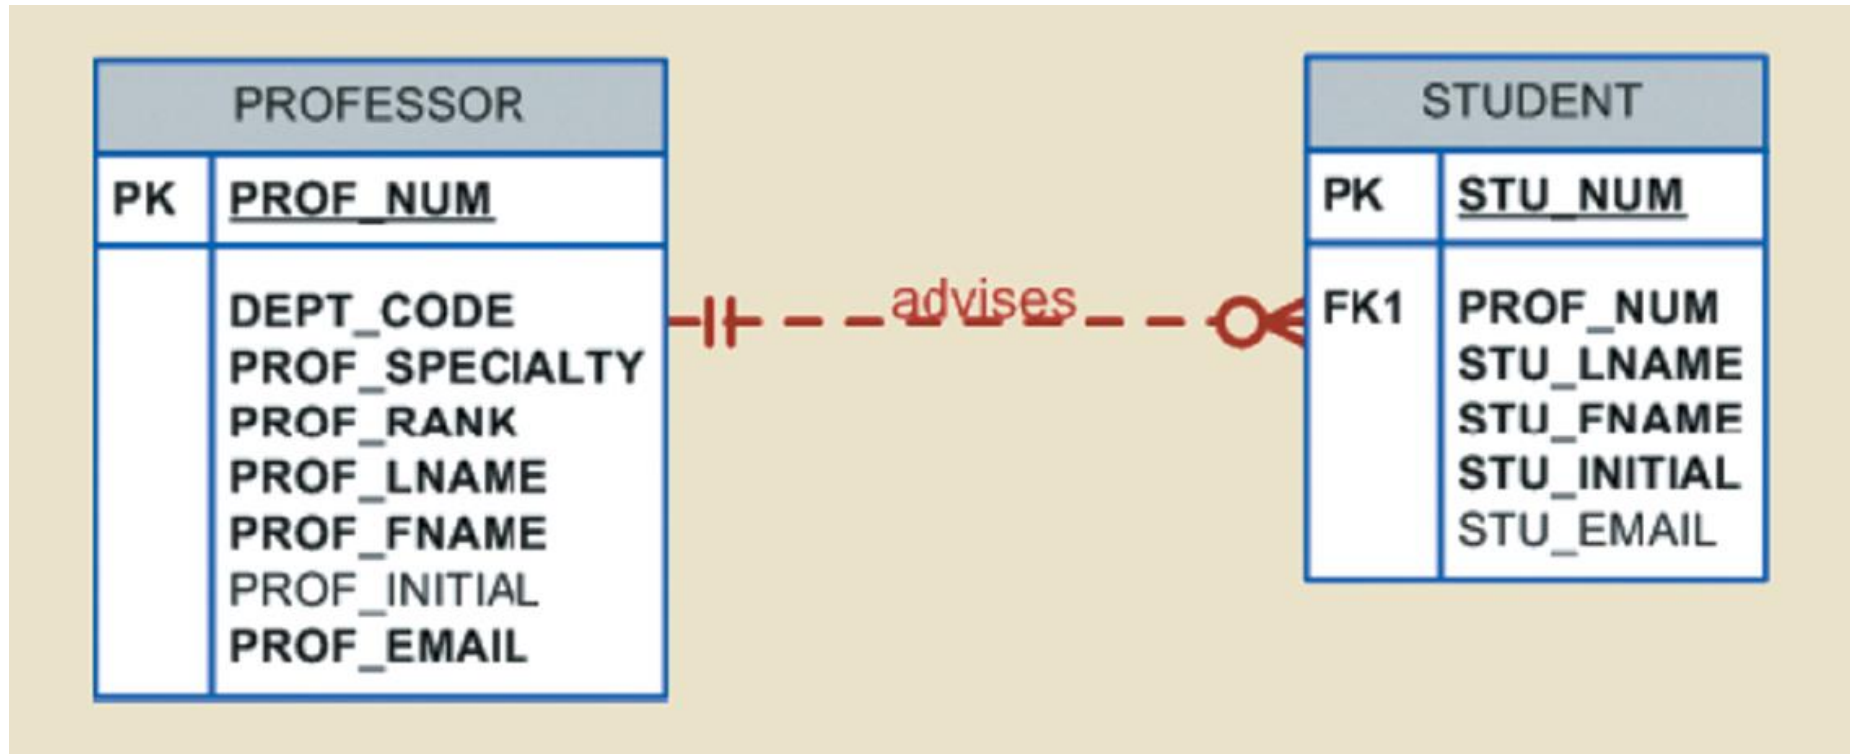 PROFESSOR
PK PROF_NUM
DEPT_CODE
PROF_SPECIALTY
PROF_RANK
PROF_LNAME
PROF_FNAME
PROF_INITIAL
PROF_EMAIL
advises
STUDENT
PK STU_NUM
FK1 PROF_NUM
STU_LNAME
STU_FNAME
STU_INITIAL
STU_EMAIL